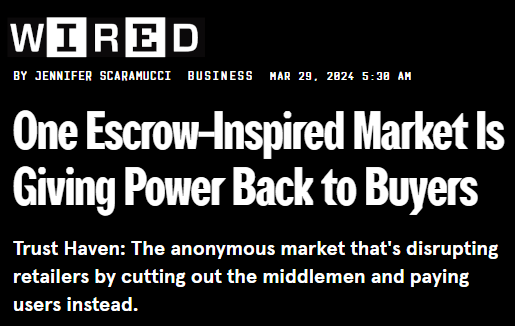 WIRED
BY JENNIFER SCARAMUCCI BUSINESS MAR 29, 2024 5:30 AM
One Escrow-Inspired Market Is
Giving Power Back to Buyers
Trust Haven: The anonymous market that's disrupting
retailers by cutting out the middlemen and paying
users instead.